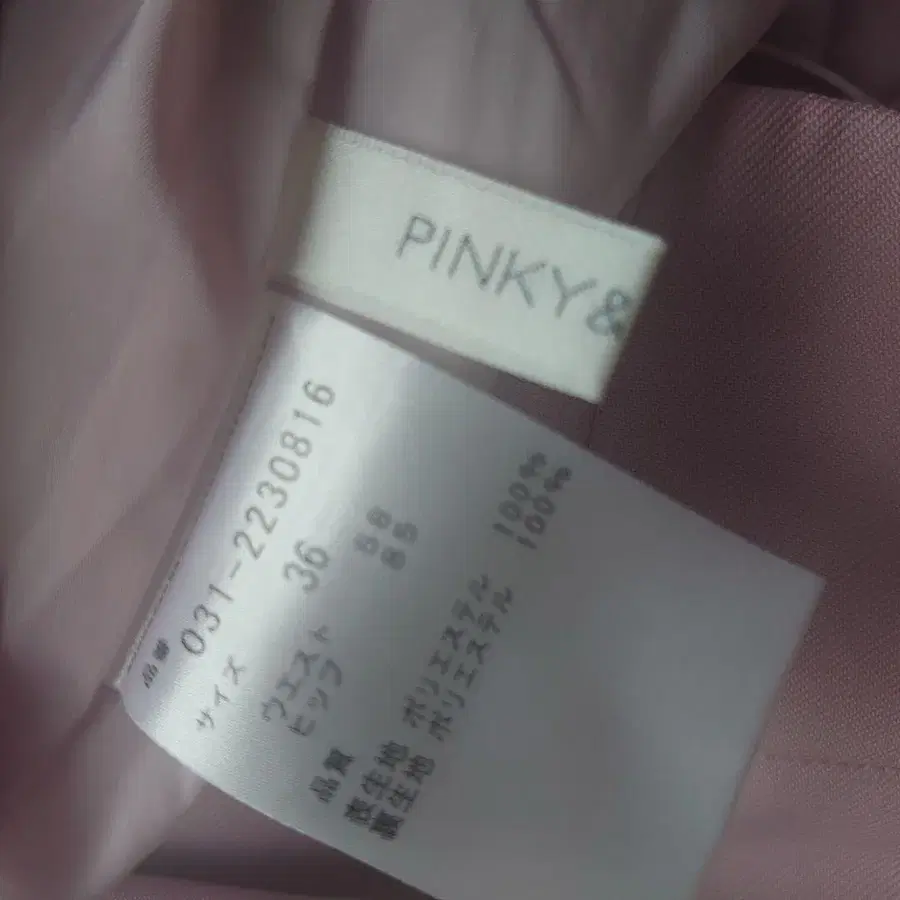 PINKY&
品番 031-2230816
サイズ 36
ウエスト 58
ヒップ 85
品質
表生地 ポリエステル 100%
裏生地 ポリエステル 100%